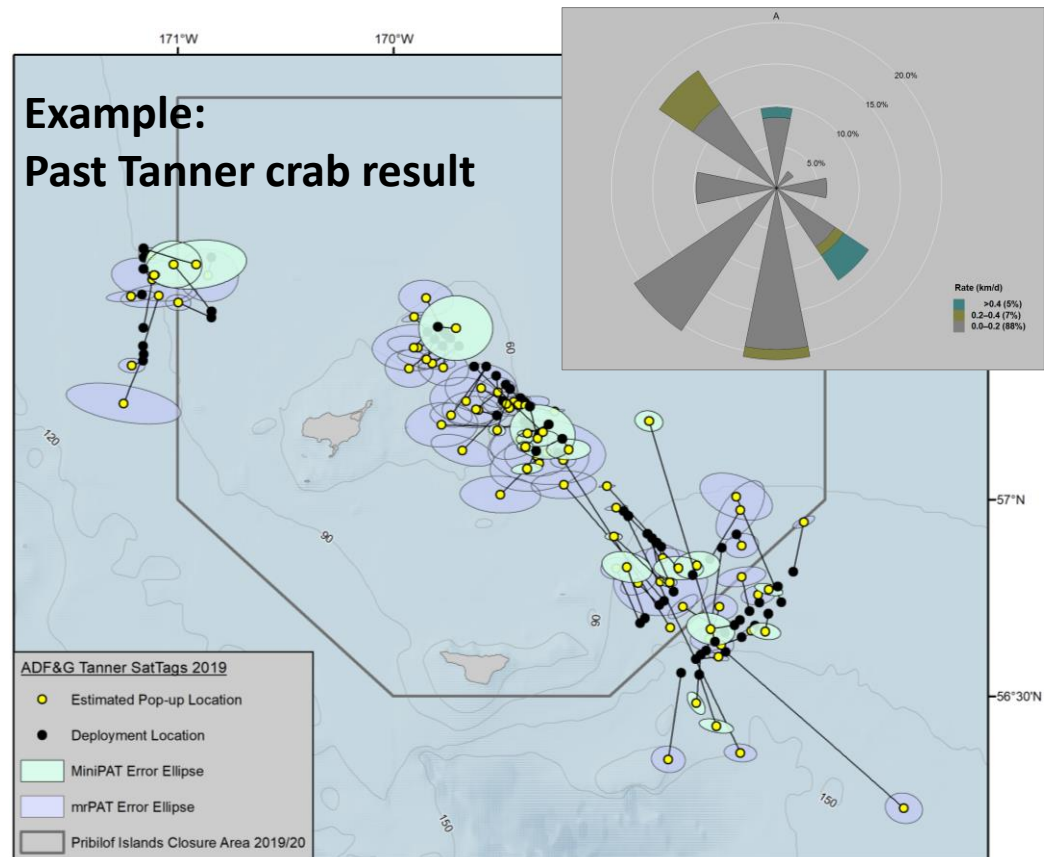 171°W
170°W
Example:
Past Tanner crab result
A
20.0%
15.0%
10.0%
5.0%
Rate (km/d)
>0.4 (5%)
0.2–0.4 (7%)
0.0–0.2 (88%)
60
120
90
57°N
90
56°30'N
150
150
ADF&G Tanner SatTags 2019
Estimated Pop-up Location
Deployment Location
MiniPAT Error Ellipse
mrPAT Error Ellipse
Pribilof Islands Closure Area 2019/20